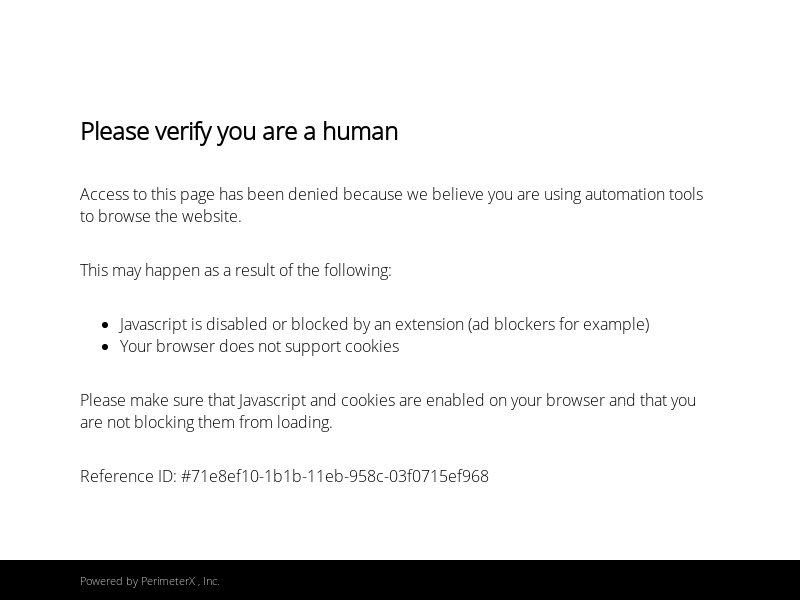 Please verify you are a human
Access to this page has been denied because we believe you are using automation tools
to browse the website.
This may happen as a result of the following:
Javascript is disabled or blocked by an extension (ad blockers for example)
Your browser does not support cookies
Please make sure that Javascript and cookies are enabled on your browser and that you
are not blocking them from loading.
Reference ID: #71e8ef10-1b1b-11eb-958c-03f0715ef968
Powered by PerimeterX , Inc.